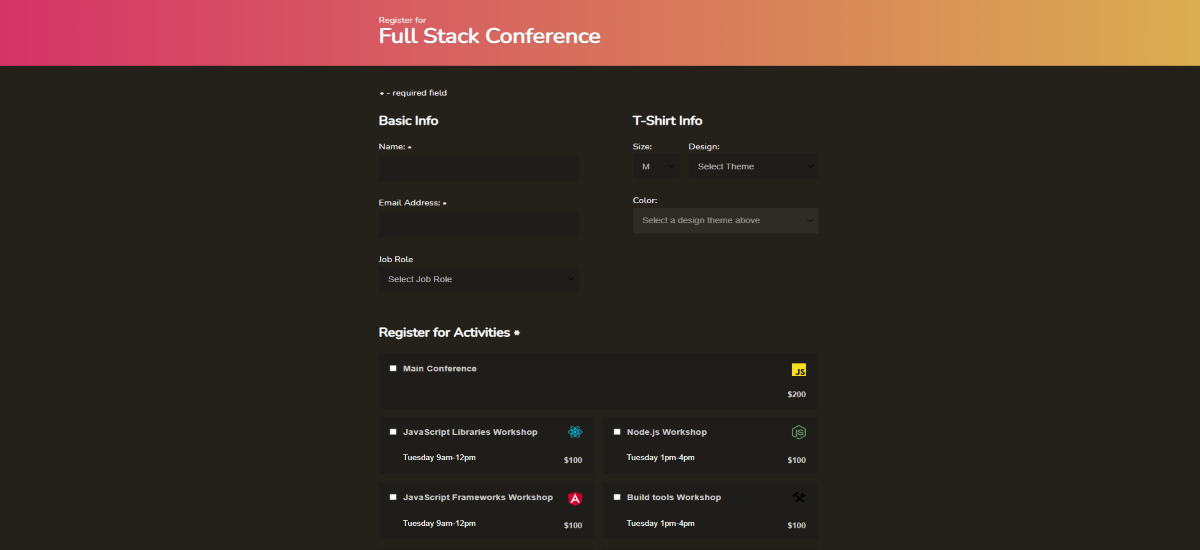 Register for
Full Stack Conference
* - required field
Basic Info
Name: *
Email Address: *
Job Role
Select Job Role
T-Shirt Info
Size:
M
Design:
Select Theme
Color:
Select a design theme above
Register for Activities *
Main Conference
JS
$200
JavaScript Libraries Workshop
Tuesday 9am-12pm
$100
Node.js Workshop
JS
Tuesday 1pm-4pm
$100
JavaScript Frameworks Workshop
A
Tuesday 9am-12pm
$100
Build tools Workshop
Tuesday 1pm-4pm
$100